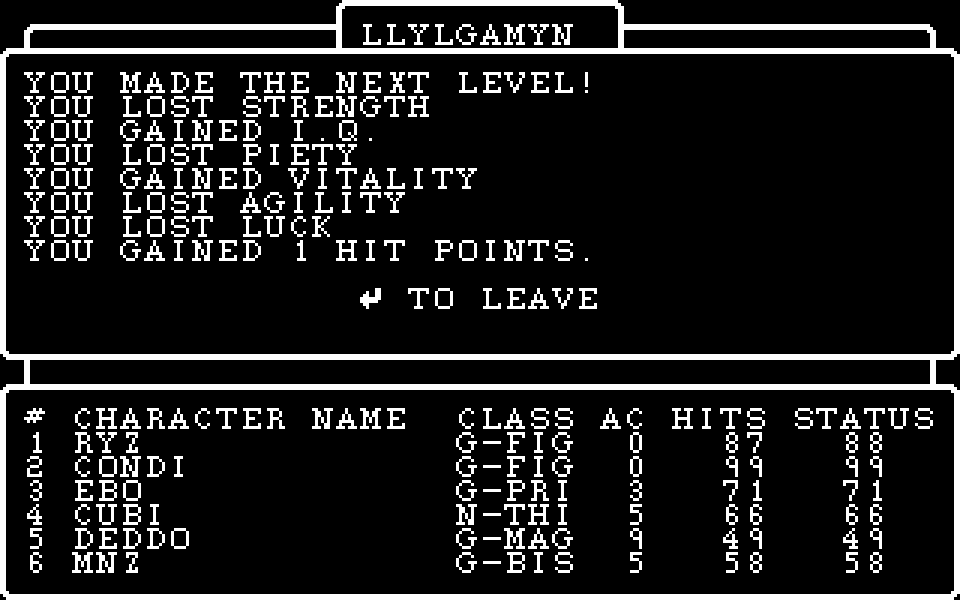 LLYLGAMYN
YOU MADE THE NEXT LEVEL!
YOU LOST STRENGTH
YOU GAINED I.Q.
YOU LOST PIETY
YOU GAINED VITALITY
YOU LOST AGILITY
YOU LOST LUCK
YOU GAINED 1 HIT POINTS.
↵ TO LEAVE
# CHARACTER NAME CLASS AC HITS STATUS
1 RYZ G-FIG 0 87 88
2 CONDI G-FIG 0 99 99
3 EBO G-PRI 3 71 71
4 CUBI N-THI 5 66 66
5 DEDDO G-MAG 9 49 49
6 MNZ G-BIS 5 58 58